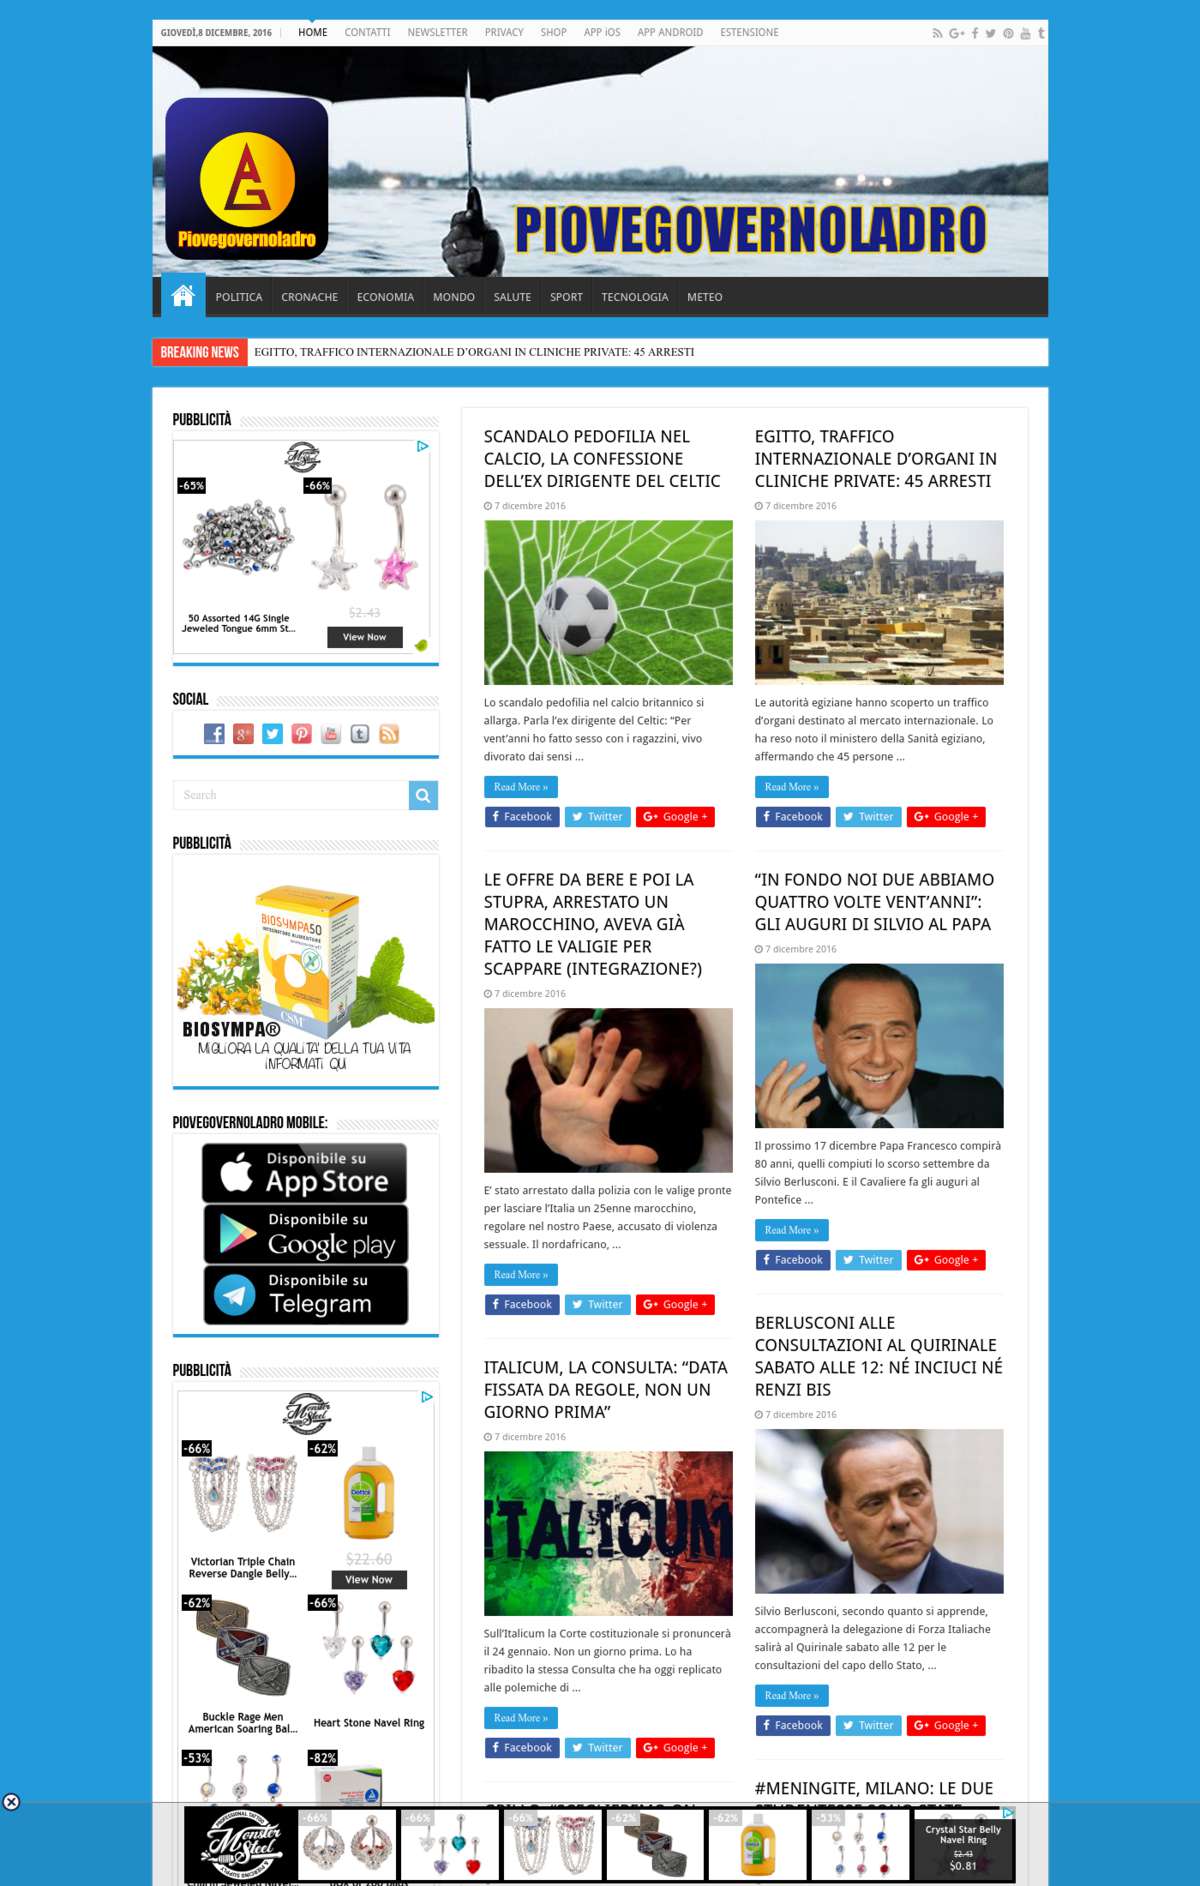 GIOVEDÌ,8 DICEMBRE, 2016
HOME
CONTATTI
NEWSLETTER
PRIVACY
SHOP
APP iOS
APP ANDROID
ESTENSIONE
AG
Piovegovernoladro
PIOVEGOVERNOLADRO
POLITICA
CRONACHE
ECONOMIA
MONDO
SALUTE
SPORT
TECNOLOGIA
METEO
BREAKING NEWS
EGITTO, TRAFFICO INTERNAZIONALE D’ORGANI IN CLINICHE PRIVATE: 45 ARRESTI
PUBBLICITÀ
Monster Steel
-65%
-66%
50 Assorted 14G Single
Jeweled Tongue 6mm St...
$2.43
View Now
SOCIAL
Search
PUBBLICITÀ
BIOSYMPA50
INTEGRATORE ALIMENTARE
CSM
BIOSYMPA®
MIGLIORA LA QUALITA' DELLA TUA VITA
INFORMATI QUI
PIOVEGOVERNOLADRO MOBILE:
Disponibile su
App Store
Disponibile su
Google play
Disponibile su
Telegram
PUBBLICITÀ
Monster Steel
-66%
-62%
Dettol
Victorian Triple Chain
Reverse Dangle Belly...
$22.60
View Now
-62%
-66%
Buckle Rage Men
American Soaring Bal...
Heart Stone Navel Ring
-53%
-82%
SCANDALO PEDOFILIA NEL
CALCIO, LA CONFESSIONE
DELL’EX DIRIGENTE DEL CELTIC
7 dicembre 2016
Lo scandalo pedofilia nel calcio britannico si
allarga. Parla l’ex dirigente del Celtic: “Per
vent’anni ho fatto sesso con i ragazzini, vivo
divorato dai sensi ...
Read More »
Facebook
Twitter
Google +
LE OFFRE DA BERE E POI LA
STUPRA, ARRESTATO UN
MAROCCHINO, AVEVA GIÀ
FATTO LE VALIGIE PER
SCAPPARE (INTEGRAZIONE?)
7 dicembre 2016
E’ stato arrestato dalla polizia con le valige pronte
per lasciare l’Italia un 25enne marocchino,
regolare nel nostro Paese, accusato di violenza
sessuale. Il nordafricano, ...
Read More »
Facebook
Twitter
Google +
ITALICUM, LA CONSULTA: “DATA
FISSATA DA REGOLE, NON UN
GIORNO PRIMA”
7 dicembre 2016
ITALICUM
Sull’Italicum la Corte costituzionale si pronuncerà
il 24 gennaio. Non un giorno prima. Lo ha
ribadito la stessa Consulta che ha oggi replicato
alle polemiche di ...
Read More »
Facebook
Twitter
Google +
EGITTO, TRAFFICO
INTERNAZIONALE D’ORGANI IN
CLINICHE PRIVATE: 45 ARRESTI
7 dicembre 2016
Le autorità egiziane hanno scoperto un traffico
d’organi destinato al mercato internazionale. Lo
ha reso noto il ministero della Sanità egiziano,
affermando che 45 persone ...
Read More »
Facebook
Twitter
Google +
“IN FONDO NOI DUE ABBIAMO
QUATTRO VOLTE VENT’ANNI”:
GLI AUGURI DI SILVIO AL PAPA
7 dicembre 2016
Il prossimo 17 dicembre Papa Francesco compirà
80 anni, quelli compiuti lo scorso settembre da
Silvio Berlusconi. E il Cavaliere fa gli auguri al
Pontefice ...
Read More »
Facebook
Twitter
Google +
BERLUSCONI ALLE
CONSULTAZIONI AL QUIRINALE
SABATO ALLE 12: NÉ INCIUCI NÉ
RENZI BIS
7 dicembre 2016
Silvio Berlusconi, secondo quanto si apprende,
accompagnerà la delegazione di Forza Italiache
salirà al Quirinale sabato alle 12 per le
consultazioni del capo dello Stato, ...
Read More »
Facebook
Twitter
Google +
#MENINGITE, MILANO: LE DUE
Monster Steel
-66%
-66%
-66%
-62%
-62%
-53%
Crystal Star Belly
Navel Ring
$2.43
$0.81